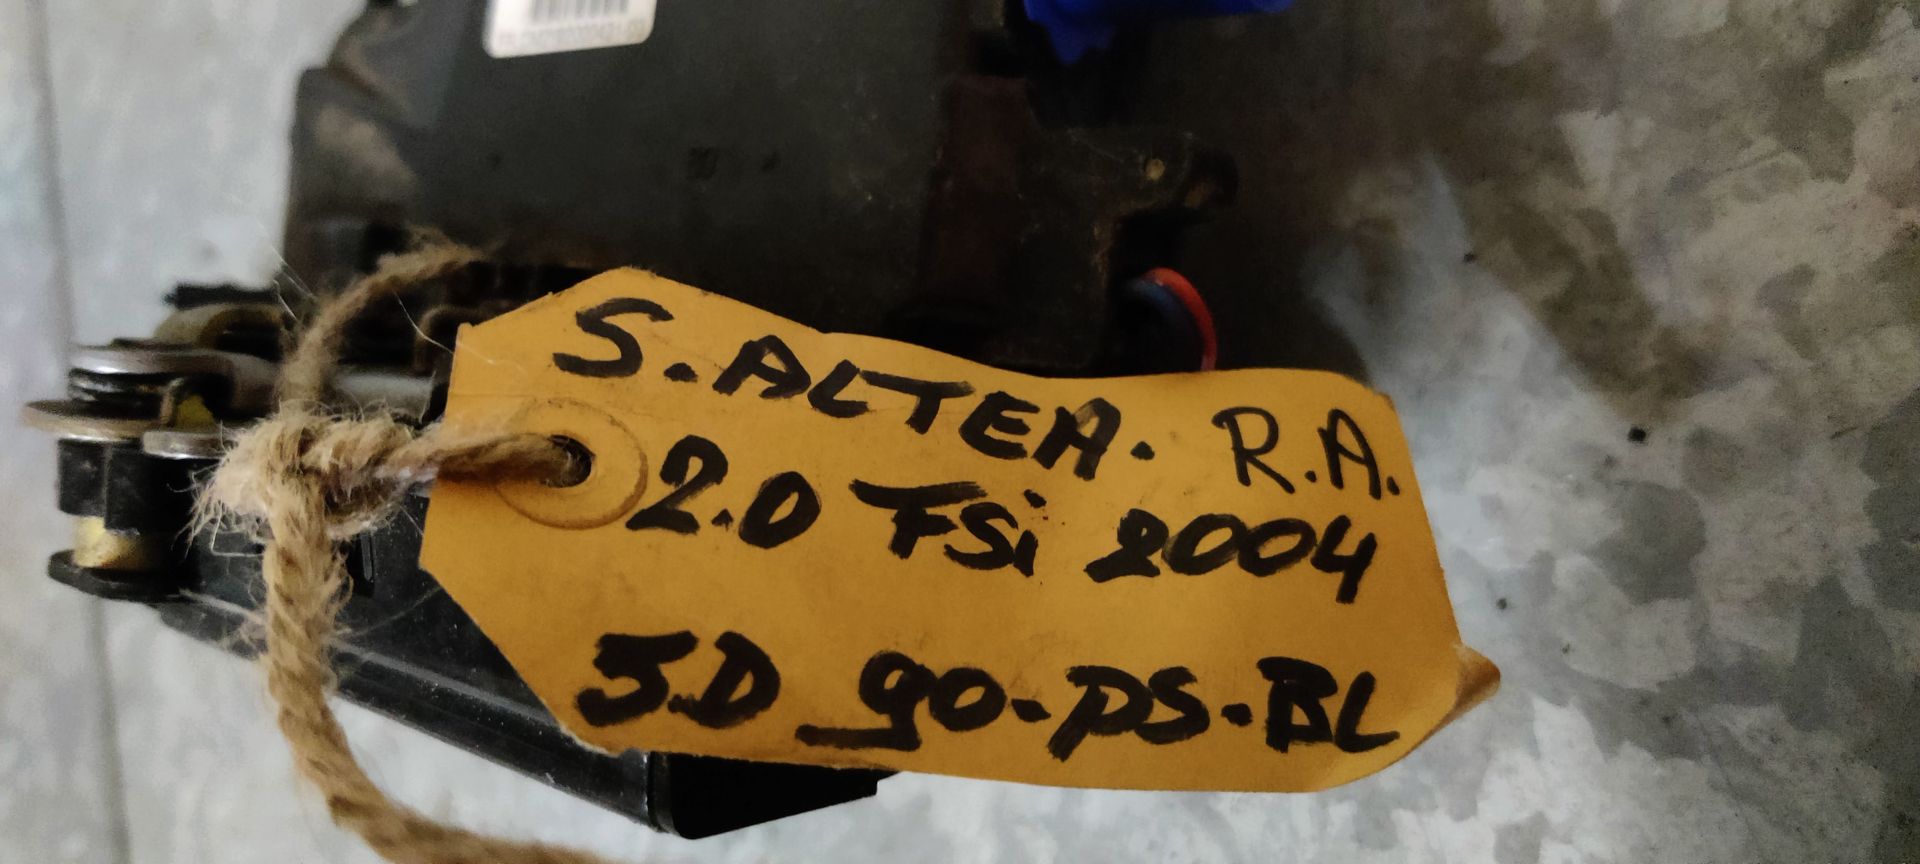 S.ALTEA. R.A.
2.0 FSi 2004
5.D 90-PS-BL